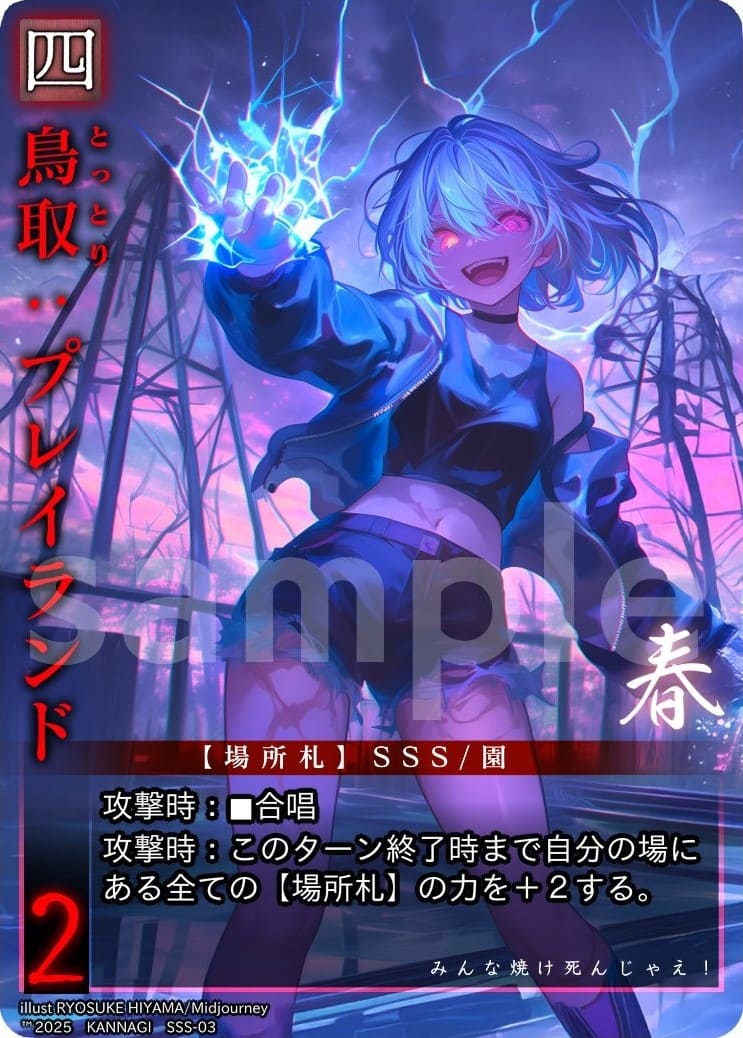 四
とっとり
鳥取：プレイランド
sample
春
【場所札】SSS/園
攻撃時：■合唱
攻撃時：このターン終了時まで自分の場に
ある全ての【場所札】の力を＋２する。
2
みんな焼け死んじゃえ！
illust RYOSUKE HIYAMA/Midjourney
™2025 KANNAGI SSS-03